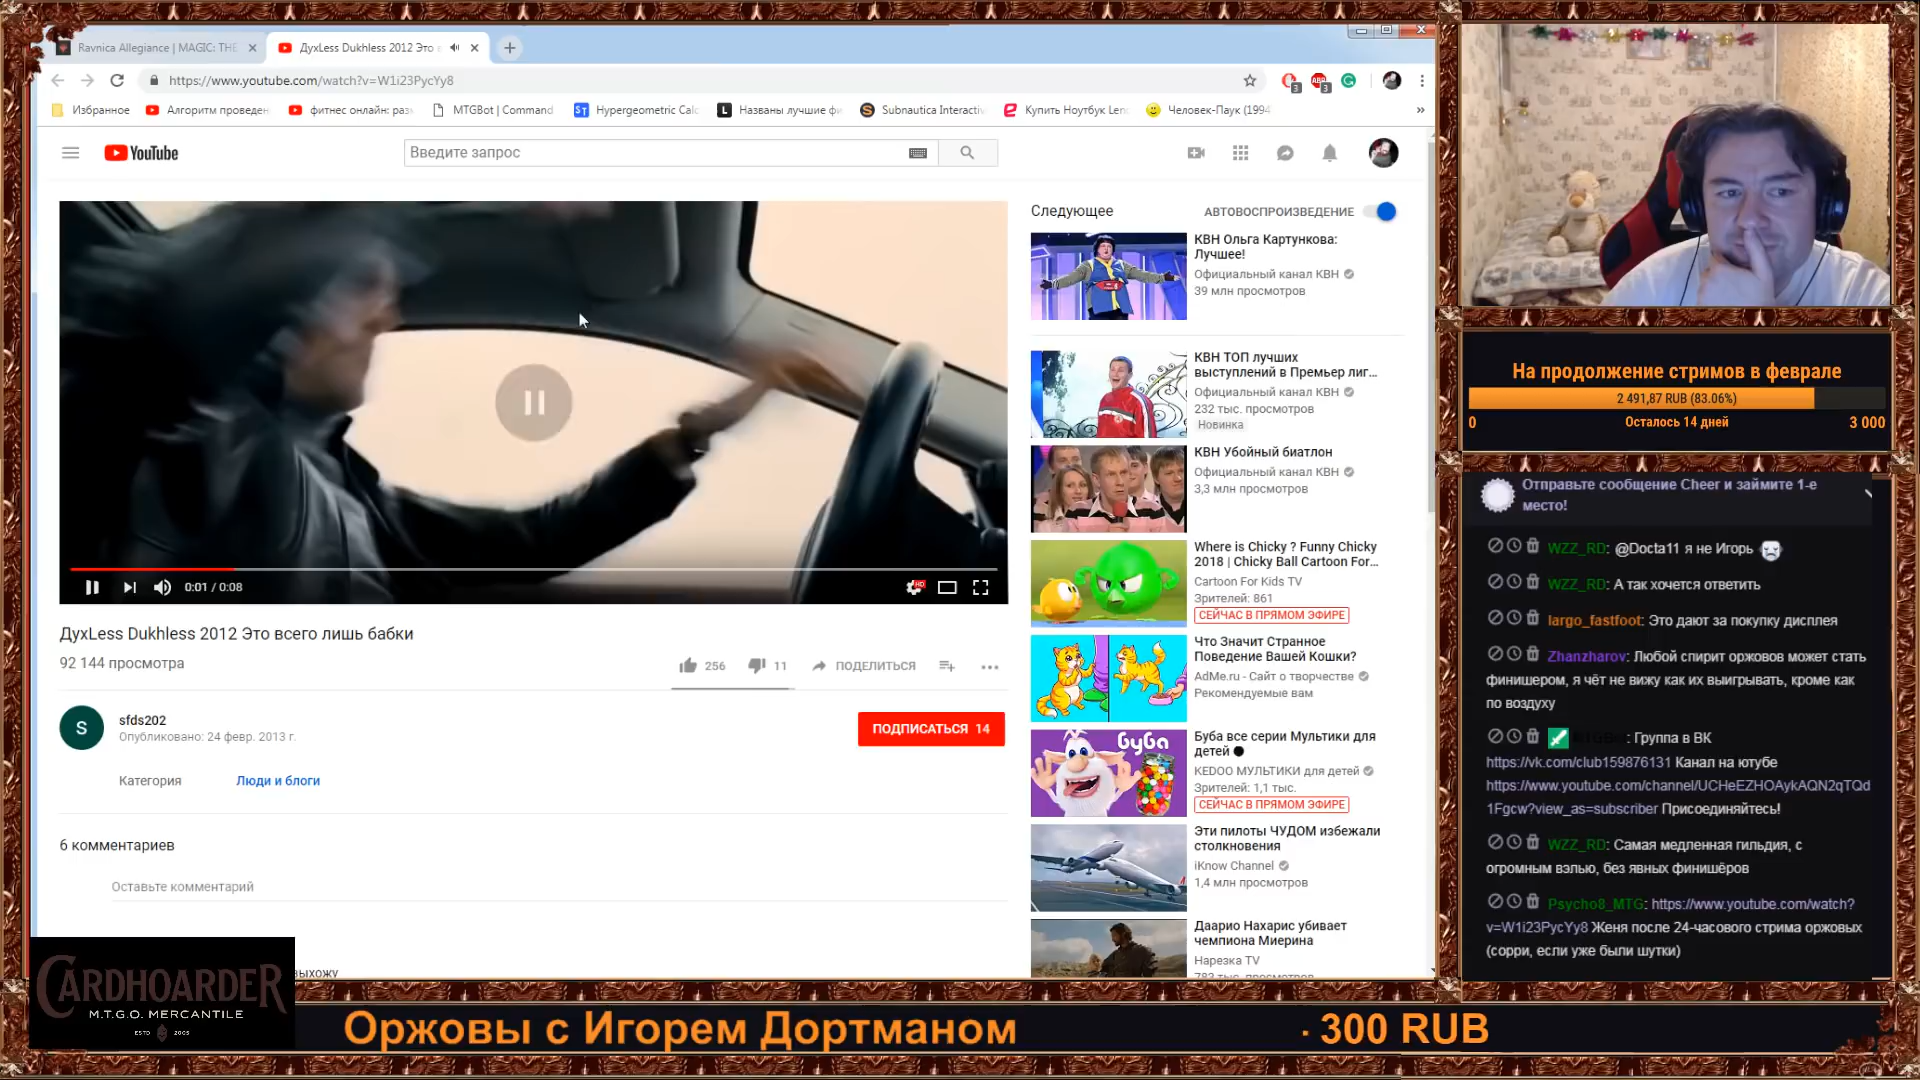 Ravnica Allegiance | MAGIC: THE
ДухLess Dukhless 2012 Это в
https://www.youtube.com/watch?v=W1i23PycYy8
Избранное
Алгоритм проведен
фитнес онлайн: раз
MTGBot | Command
Hypergeometric Calc
Названы лучшие фи
Subnautica Interactiv
Купить Ноутбук Len
Человек-Паук (1994
YouTube
Введите запрос
0:01 / 0:08
ДухLess Dukhless 2012 Это всего лишь бабки
92 144 просмотра
256
11
ПОДЕЛИТЬСЯ
S
sfds202
Опубликовано: 24 февр. 2013 г.
ПОДПИСАТЬСЯ 14
Категория
Люди и блоги
6 комментариев
Оставьте комментарий
выхожу
Следующее
АВТОВОСПРОИЗВЕДЕНИЕ
КВН Ольга Картункова:
Лучшее!
Официальный канал КВН
39 млн просмотров
КВН ТОП лучших
выступлений в Премьер лиг...
Официальный канал КВН
232 тыс. просмотров
Новинка
КВН Убойный биатлон
Официальный канал КВН
3,3 млн просмотров
Where is Chicky ? Funny Chicky
2018 | Chicky Ball Cartoon For...
Cartoon For Kids TV
Зрителей: 861
СЕЙЧАС В ПРЯМОМ ЭФИРЕ
Что Значит Странное
Поведение Вашей Кошки?
AdMe.ru - Сайт о творчестве
Рекомендуемые вам
буба
Буба все серии Мультики для
детей
KEDOO МУЛЬТИКИ для детей
Зрителей: 1,1 тыс.
СЕЙЧАС В ПРЯМОМ ЭФИРЕ
Эти пилоты ЧУДОМ избежали
столкновения
iKnow Channel
1,4 млн просмотров
Даарио Нахарис убивает
чемпиона Миерина
Нарезка TV
782 тыс. просмотров
На продолжение стримов в феврале
2 491,87 RUB (83.06%)
0
Осталось 14 дней
3 000
Отправьте сообщение Cheer и займите 1-е
место!
WZZ_RD: @Docta11 я не Игорь
WZZ_RD: А так хочется ответить
largo_fastfoot: Это дают за покупку дисплея
Zhanzharov: Любой спирит оржовов может стать
финишером, я чёт не вижу как их выигрывать, кроме как
по воздуху
: Группа в ВК
https://vk.com/club159876131 Канал на ютубе
https://www.youtube.com/channel/UCHeEZHOAykAQN2qTQd
1Fgcw?view_as=subscriber Присоединяйтесь!
WZZ_RD: Самая медленная гильдия, с
огромным вэлью, без явных финишёров
Psycho8_MTG: https://www.youtube.com/watch?
v=W1i23PycYy8 Женя после 24-часового стрима оржовых
(сорри, если уже были шутки)
CARDHOARDER
M.T.G.O. MERCANTILE
ESTD 2005
Оржовы с Игорем Дортманом
· 300 RUB